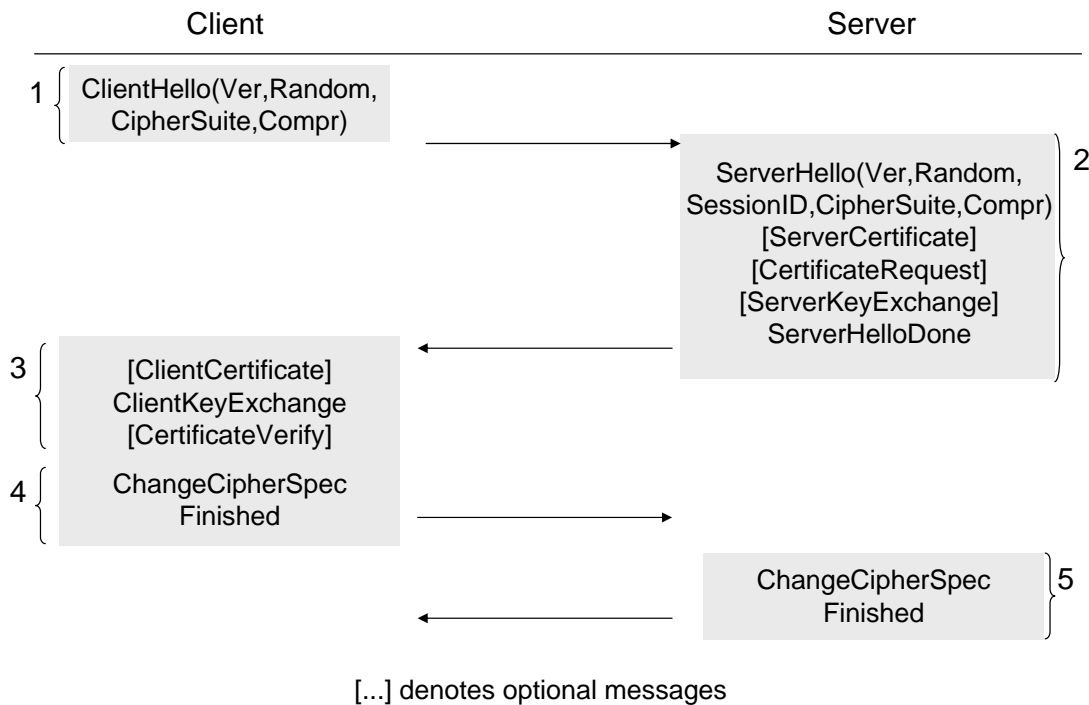 Client
Server
1
ClientHello(Ver,Random,
CipherSuite,Compr)
2
ServerHello(Ver,Random,
SessionID,CipherSuite,Compr)
[ServerCertificate]
[CertificateRequest]
[ServerKeyExchange]
ServerHelloDone
3
[ClientCertificate]
ClientKeyExchange
[CertificateVerify]
4
ChangeCipherSpec
Finished
5
ChangeCipherSpec
Finished
[...] denotes optional messages